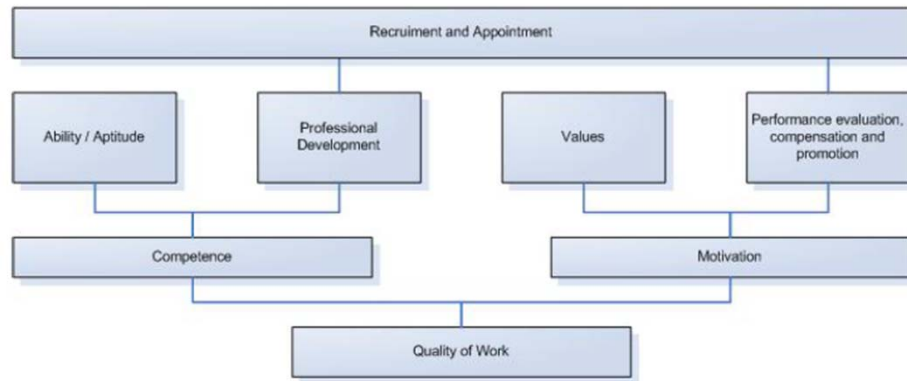 Recruiment and Appointment
Ability / Aptitude
Professional
Development
Values
Performance evaluation,
compensation and
promotion
Competence
Motivation
Quality of Work